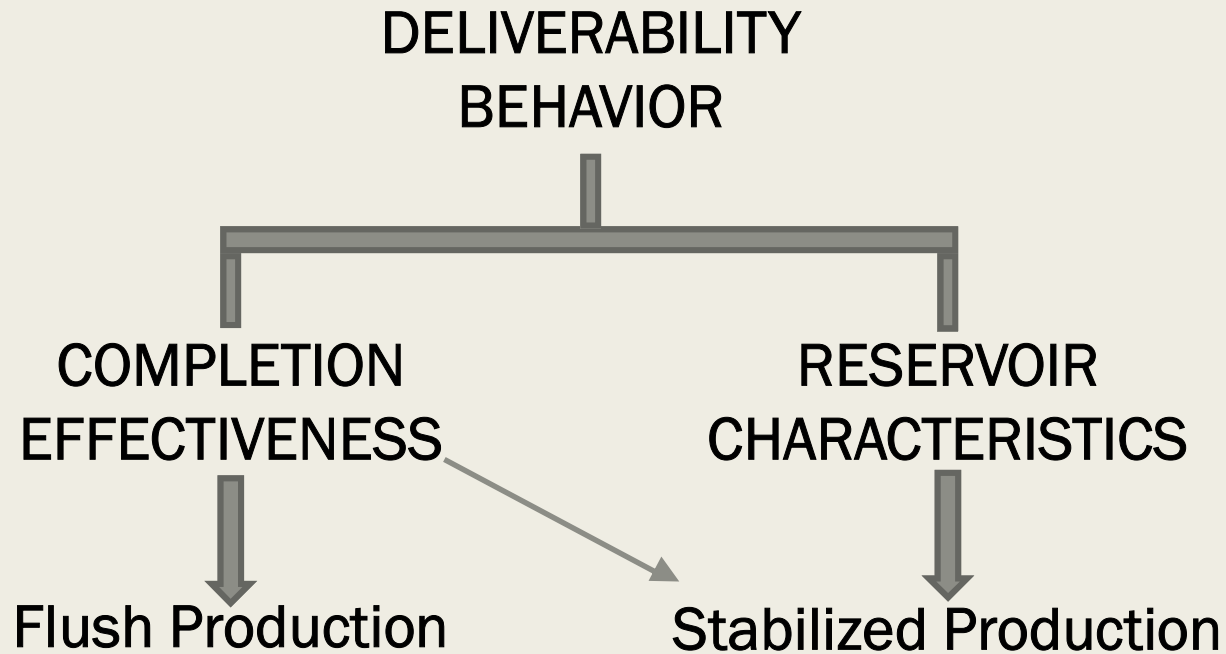 DELIVERABILITY
BEHAVIOR
COMPLETION
EFFECTIVENESS
RESERVOIR
CHARACTERISTICS
Flush Production
Stabilized Production